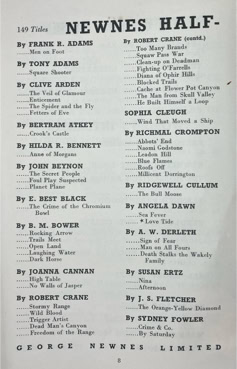 149 Titles NEWNES HALF-
By FRANK R. ADAMS
.....Men on Foot
By TONY ADAMS
.....Square Shooter
By CLIVE ARDEN
.....The Veil of Glamour
.....Enticement
.....The Spider and the Fly
.....Fetters of Eve
By BERTRAM ATKEY
.....Crook's Castle
By HILDA R. BENNETT
.....Anne of Margans
By JOHN BEYNON
.....The Secret People
.....Foul Play Suspected
.....Planet Plane
By E. BEST BLACK
.....The Crime of the Chromium
Bowl
By B. M. BOWER
.....Rocking Arrow
.....Trails Meet
.....Open Land
.....Laughing Water
.....Dark Horse
By JOANNA CANNAN
.....High Table
.....No Walls of Jasper
By ROBERT CRANE
.....Stormy Range
.....Wild Blood
.....Trigger Artist
.....Dead Man's Canyon
.....Freedom of the Range
By ROBERT CRANE (contd.)
.....Too Many Brands
.....Squaw Pass War
.....Clean-up on Deadman
.....Fighting O'Farrells
.....Diana of Ophir Hills
.....Blocked Trails
.....Cache at Flower Pot Canyon
.....The Man from Skull Valley
.....He Built Himself a Loop
SOPHIA CLEUGH
.....Wind That Moved a Ship
By RICHMAL CROMPTON
.....Abbots' End
.....Naomi Godstone
.....Leadon Hill
.....Blue Flames
.....Roofs Off
.....Millicent Dorrington
By RIDGEWELL CULLUM
.....The Bull Moose
By ANGELA DAWN
.....Sea Fever
.....* Love Tide
By A. W. DERLETH
.....Sign of Fear
.....Man on All Fours
.....Death Stalks the Wakely
Family
By SUSAN ERTZ
.....Nina
.....Afternoon
By J. S. FLETCHER
.....The Orange-Yellow Diamond
By SYDNEY FOWLER
.....Crime & Co.
.....By Saturday
GEORGE NEWNES LIMITED
8